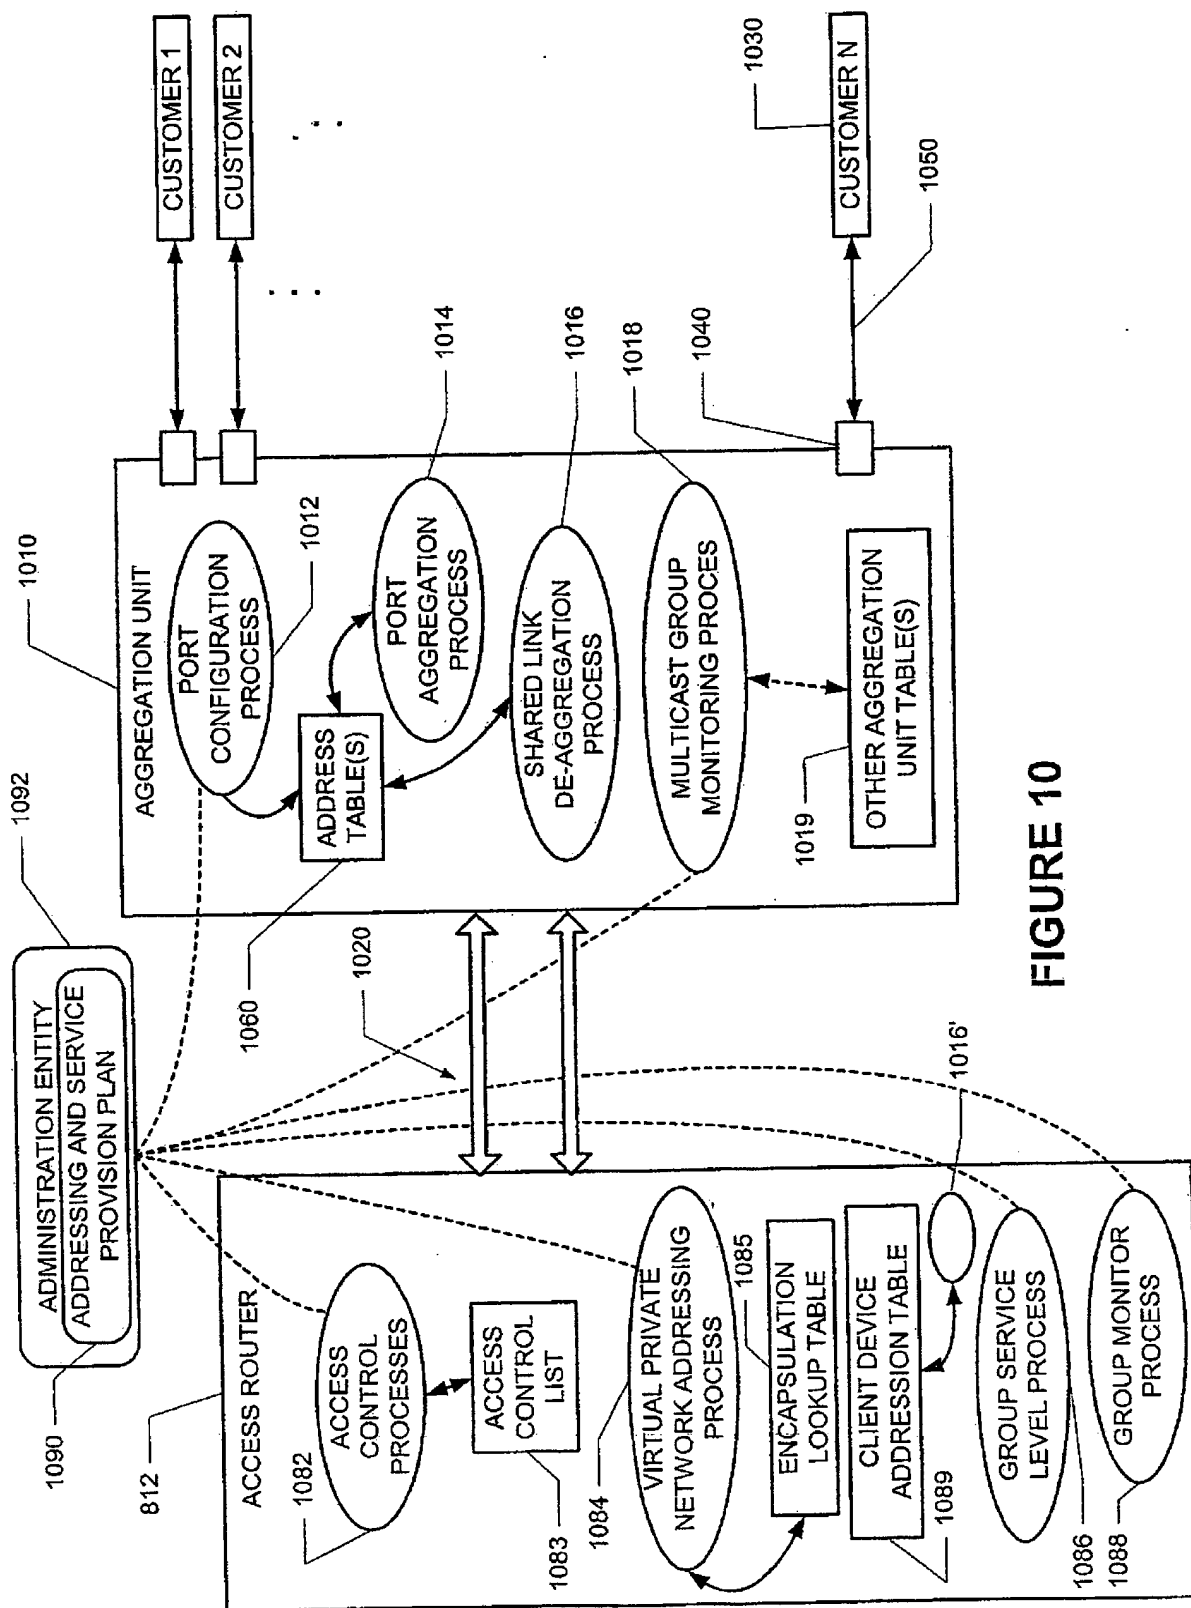 1090
1092
ADMINISTRATION ENTITY
ADDRESSING AND SERVICE
PROVISION PLAN
812
ACCESS ROUTER
1082
ACCESS
CONTROL
PROCESSES
ACCESS
CONTROL
LIST
1083
1084
VIRTUAL PRIVATE
NETWORK ADDRESSING
PROCESS
1085
ENCAPSULATION
LOOKUP TABLE
CLIENT DEVICE
ADDRESSION TABLE
1089
1016'
GROUP SERVICE
LEVEL PROCESS
1086
GROUP MONITOR
PROCESS
1088
1020
1010
AGGREGATION UNIT
PORT
CONFIGURATION
PROCESS
1012
ADDRESS
TABLE(S)
1060
PORT
AGGREGATION
PROCESS
1014
SHARED LINK
DE-AGGREGATION
PROCESS
1016
MULTICAST GROUP
MONITORING PROCES
1018
1019
OTHER AGGREGATION
UNIT TABLE(S)
1040
CUSTOMER 1
CUSTOMER 2
. . .
. . .
CUSTOMER N
1030
1050
FIGURE 10